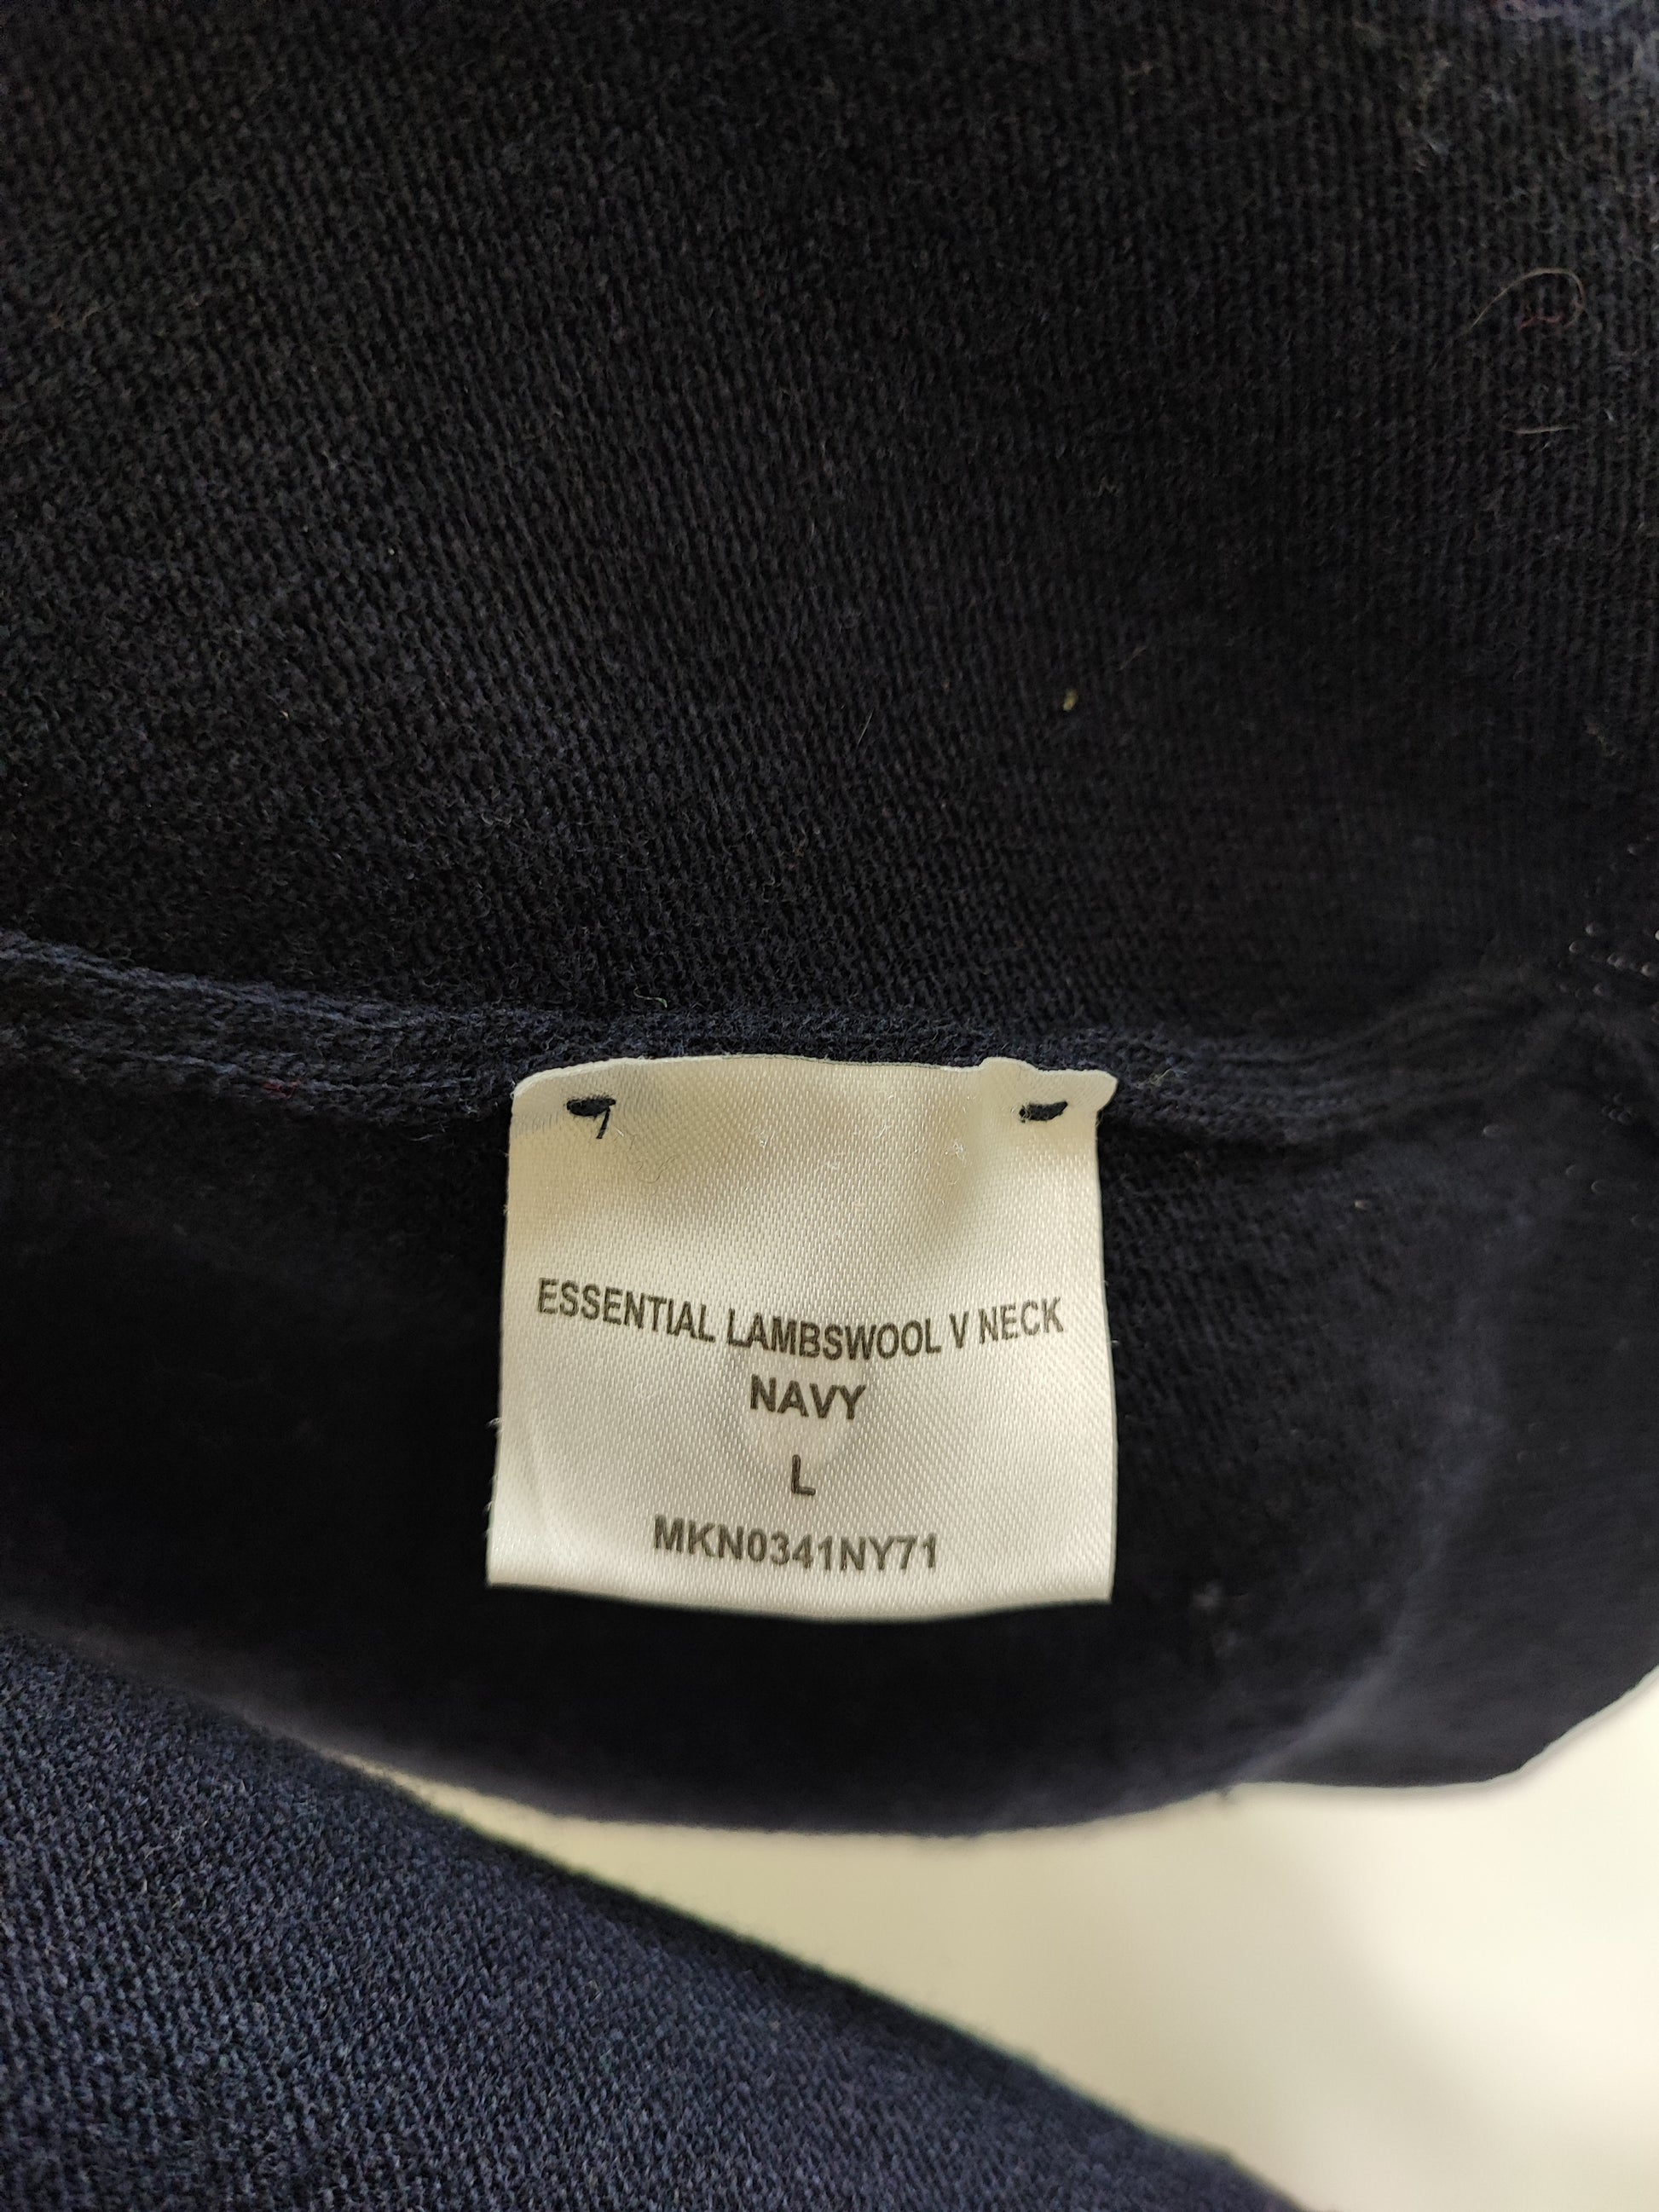 ESSENTIAL LAMBSWOOL V NECK
NAVY
L
MKN0341NY71